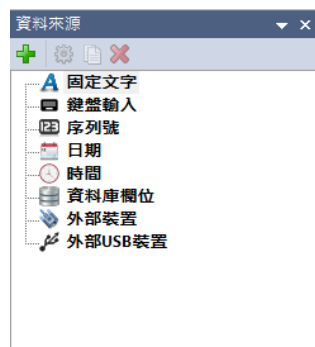 資料來源
固定文字
鍵盤輸入
序列號
日期
時間
資料庫欄位
外部裝置
外部USB裝置